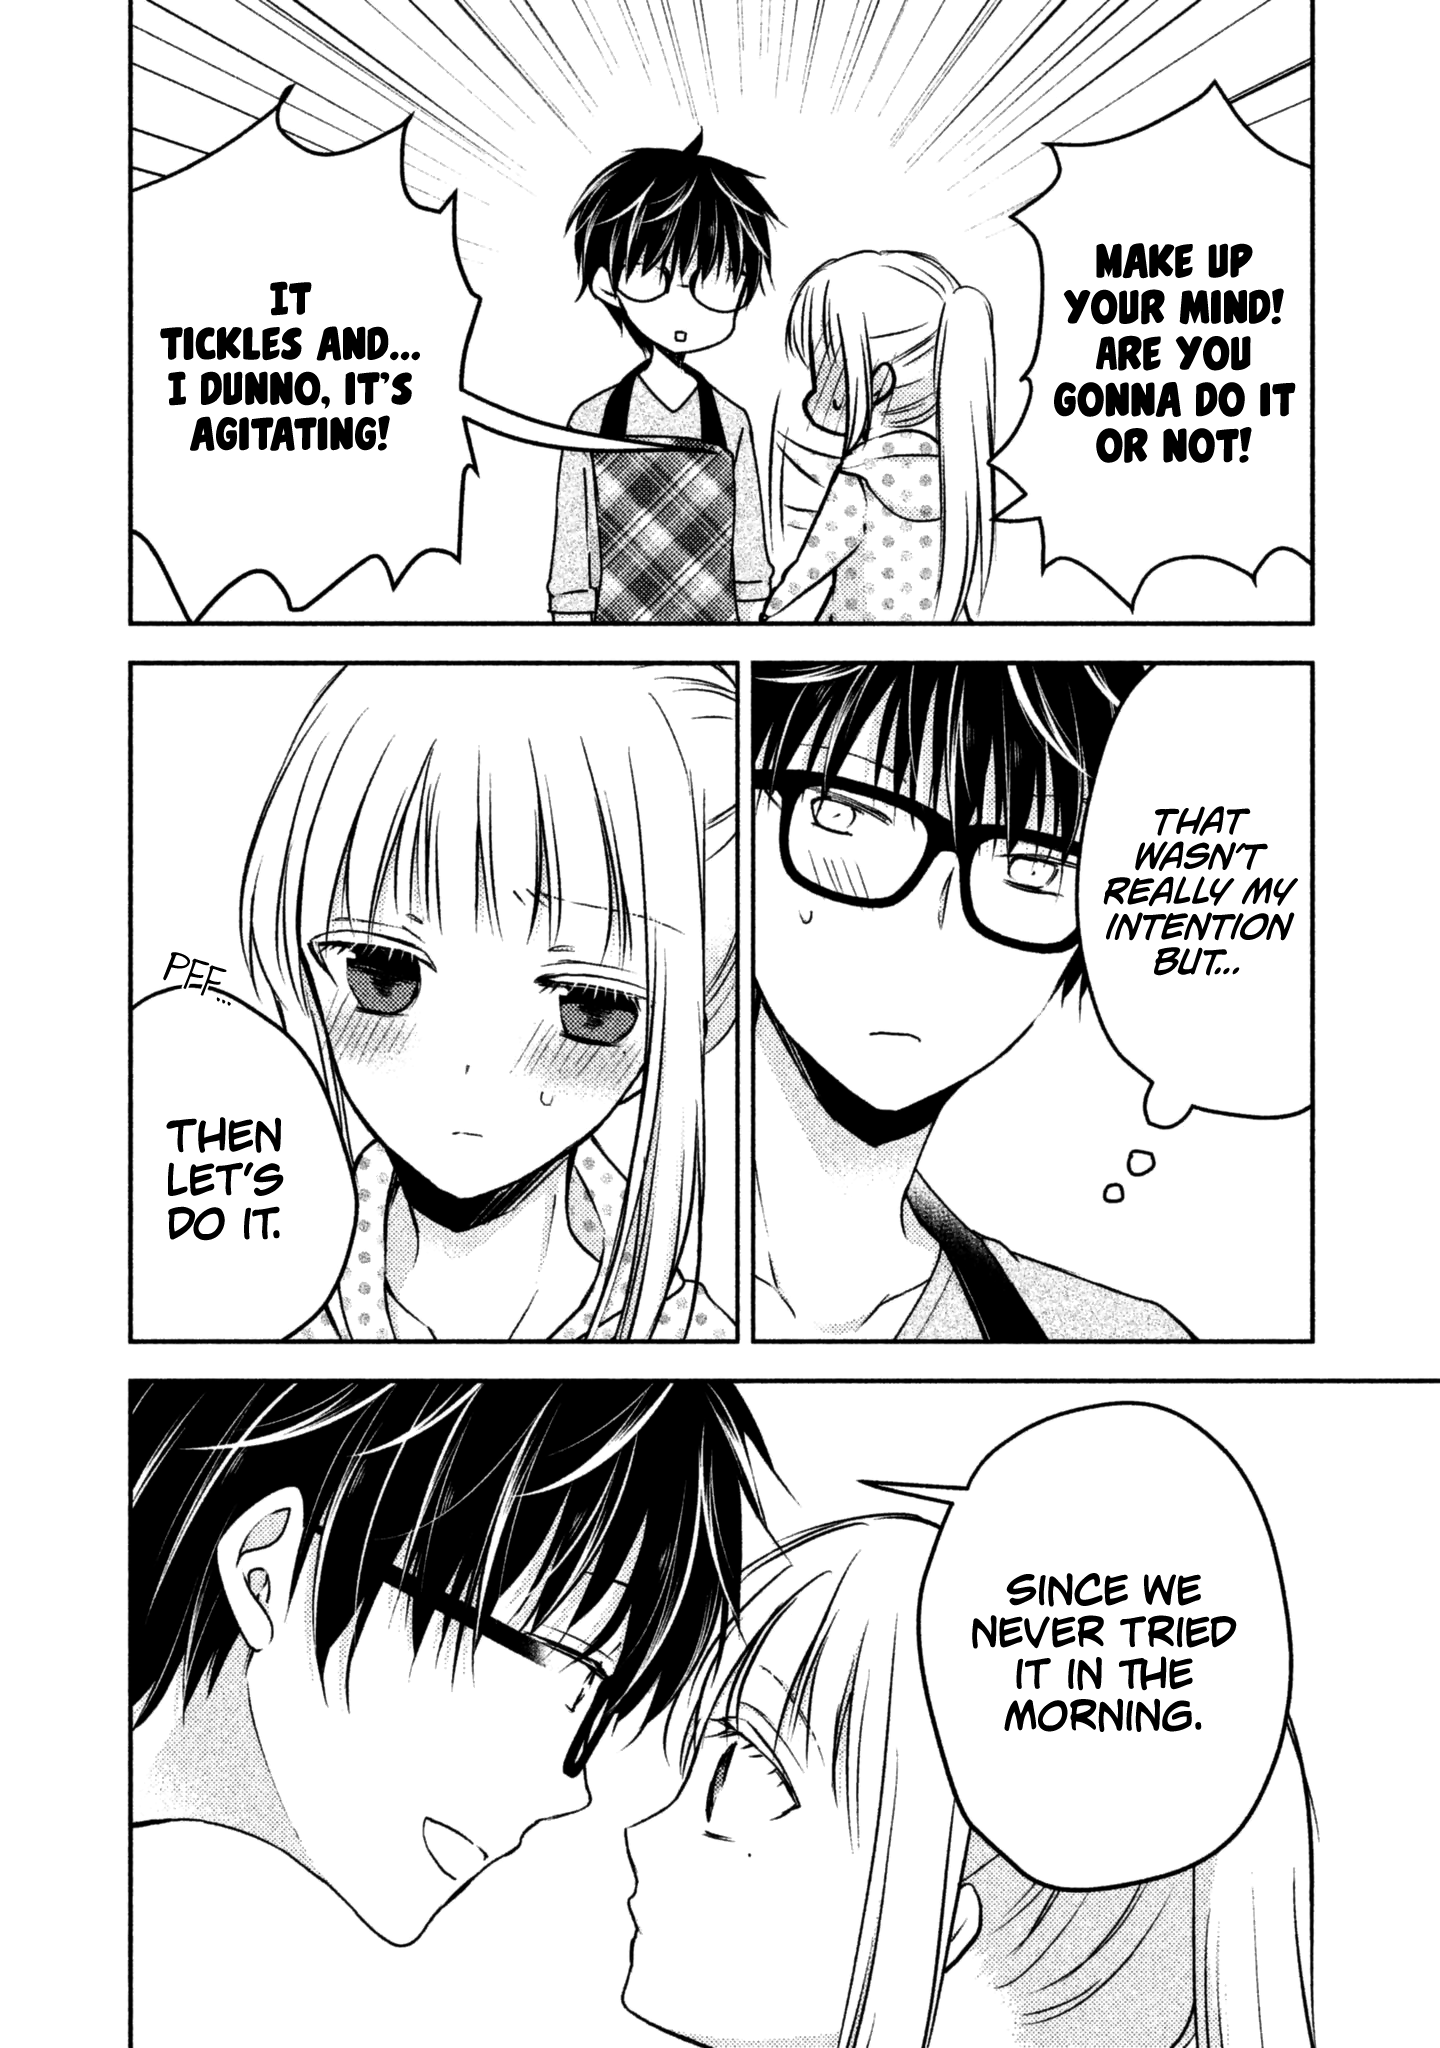 MAKE UP
YOUR MIND!
ARE YOU
GONNA DO IT
OR NOT!
IT
TICKLES AND...
I DUNNO, IT'S
AGITATING!
THAT
WASN'T
REALLY MY
INTENTION
BUT...
PFF...
THEN
LET'S
DO IT.
SINCE WE
NEVER TRIED
IT IN THE
MORNING.